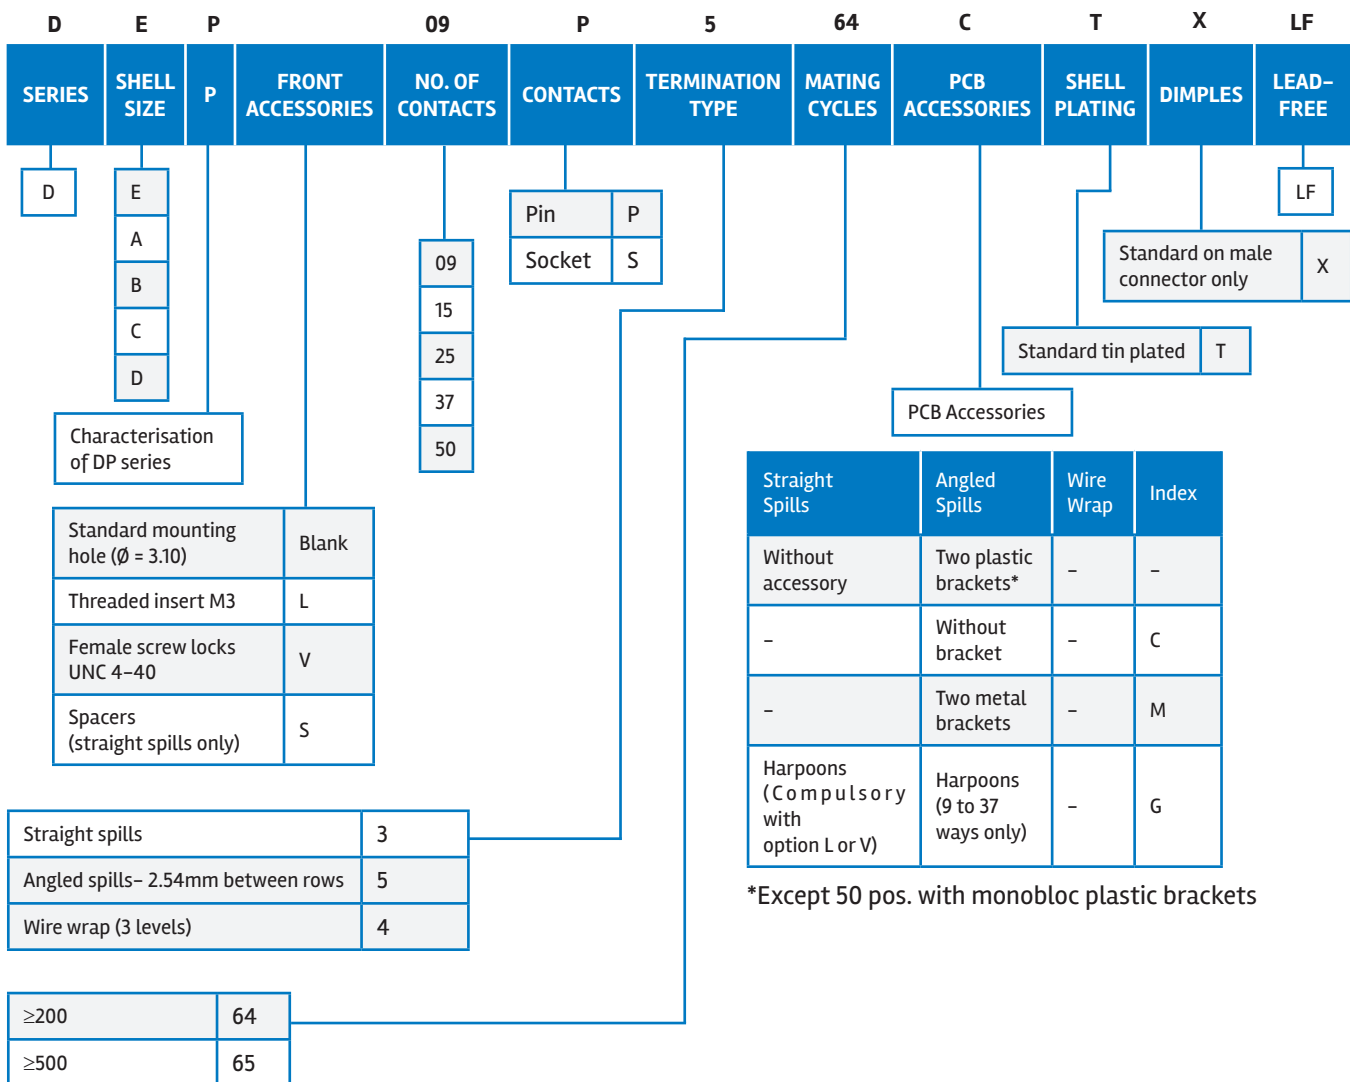 D E P 09 P 5 64 C T X LF
SERIES
SHELL
SIZE
P
FRONT
ACCESSORIES
NO. OF
CONTACTS
CONTACTS
TERMINATION
TYPE
MATING
CYCLES
PCB
ACCESSORIES
SHELL
PLATING
DIMPLES
LEAD–
FREE
D
E
A
B
C
D
Characterisation
of DP series
Standard mounting
hole (Ø = 3.10)
Blank
Threaded insert M3
L
Female screw locks
UNC 4–40
V
Spacers
(straight spills only)
S
09
15
25
37
50
Pin P
Socket S
Straight spills 3
Angled spills– 2.54mm between rows 5
Wire wrap (3 levels) 4
≥200 64
≥500 65
PCB Accessories
Straight
Spills
Angled
Spills
Wire
Wrap
Index
Without
accessory
Two plastic
brackets*
–
–
–
Without
bracket
–
C
–
Two metal
brackets
–
M
Harpoons
(Compulsory
with
option L or V)
Harpoons
(9 to 37
ways only)
–
G
*Except 50 pos. with monobloc plastic brackets
Standard tin plated T
Standard on male
connector only
X
LF